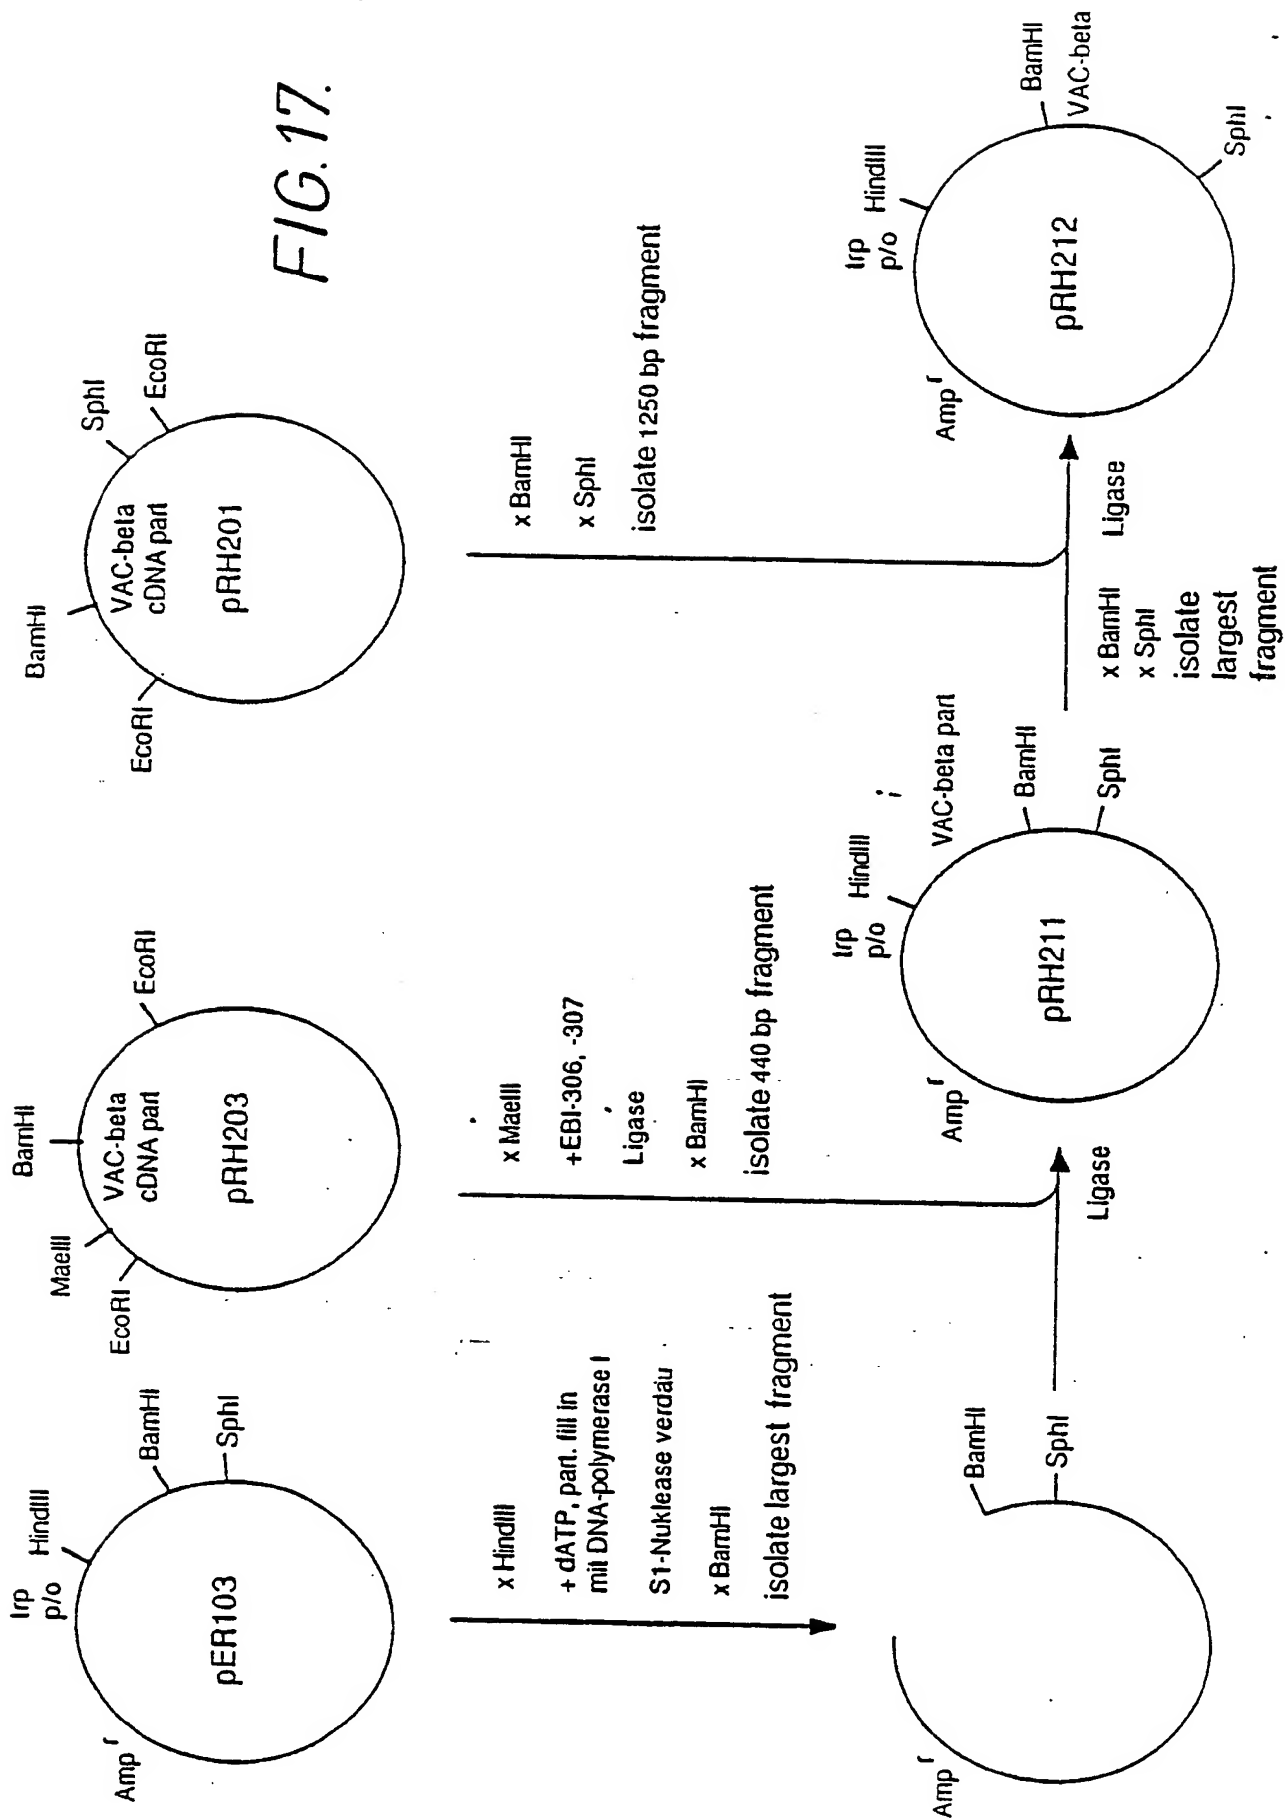 FIG. 17.
trp
p/o
HindIII
BamHI
SphI
Amp r
pER103
x HindIII
+ dATP, part. fill in
mit DNA-polymerase I
S1-Nuklease verdau
x BamHI
isolate largest fragment
Amp r
BamHI
SphI
MaeIII
BamHI
EcoRI
EcoRI
VAC-beta
cDNA part
pRH203
x MaeIII
+EBI-306, -307
Ligase
x BamHI
isolate 440 bp fragment
Ligase
trp
p/o
HindIII
VAC-beta part
BamHI
SphI
Amp r
pRH211
BamHI
SphI
EcoRI
EcoRI
VAC-beta
cDNA part
pRH201
x BamHI
x SphI
isolate 1250 bp fragment
x BamHI
x SphI
isolate
largest
fragment
Ligase
trp
p/o
HindIII
BamHI
VAC-beta
SphI
Amp r
pRH212